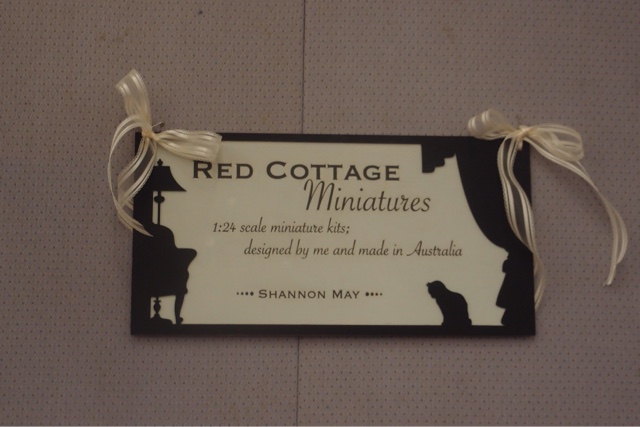 RED COTTAGE
Miniatures
1:24 scale miniature kits;
designed by me and made in Australia
•••• SHANNON MAY ••••